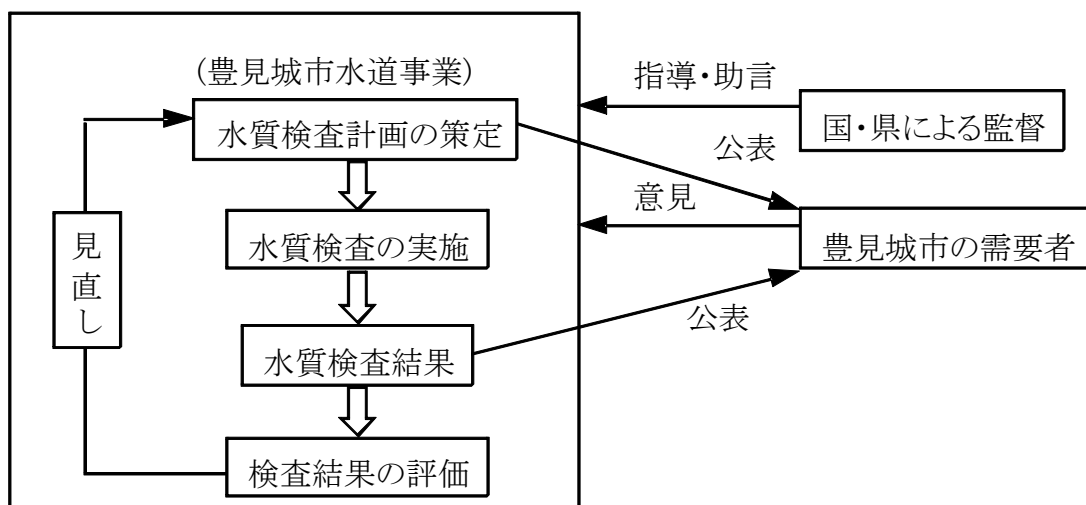 (豊見城市水道事業)
水質検査計画の策定
水質検査の実施
水質検査結果
検査結果の評価
見直し
指導・助言
国・県による監督
公表
意見
豊見城市の需要者
公表